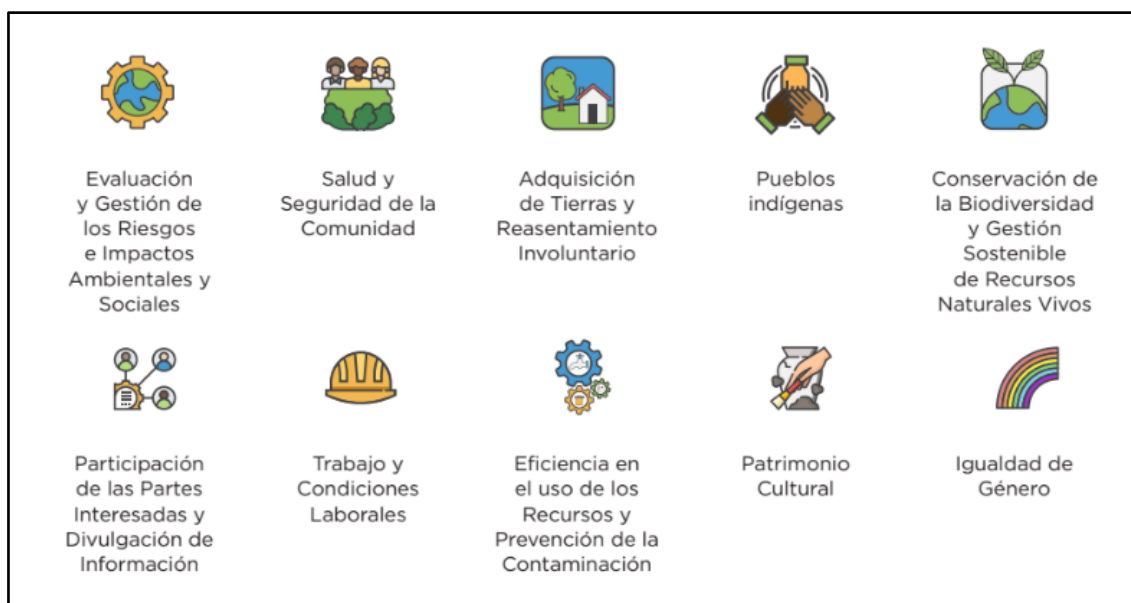 Evaluación
y Gestión de
los Riesgos
e Impactos
Ambientales y
Sociales
Salud y
Seguridad de la
Comunidad
Adquisición
de Tierras y
Reasentamiento
Involuntario
Pueblos
indígenas
Conservación de
la Biodiversidad
y Gestión
Sostenible
de Recursos
Naturales Vivos
Participación
de las Partes
Interesadas y
Divulgación de
Información
Trabajo y
Condiciones
Laborales
Eficiencia en
el uso de los
Recursos y
Prevención de la
Contaminación
Patrimonio
Cultural
Igualdad de
Género